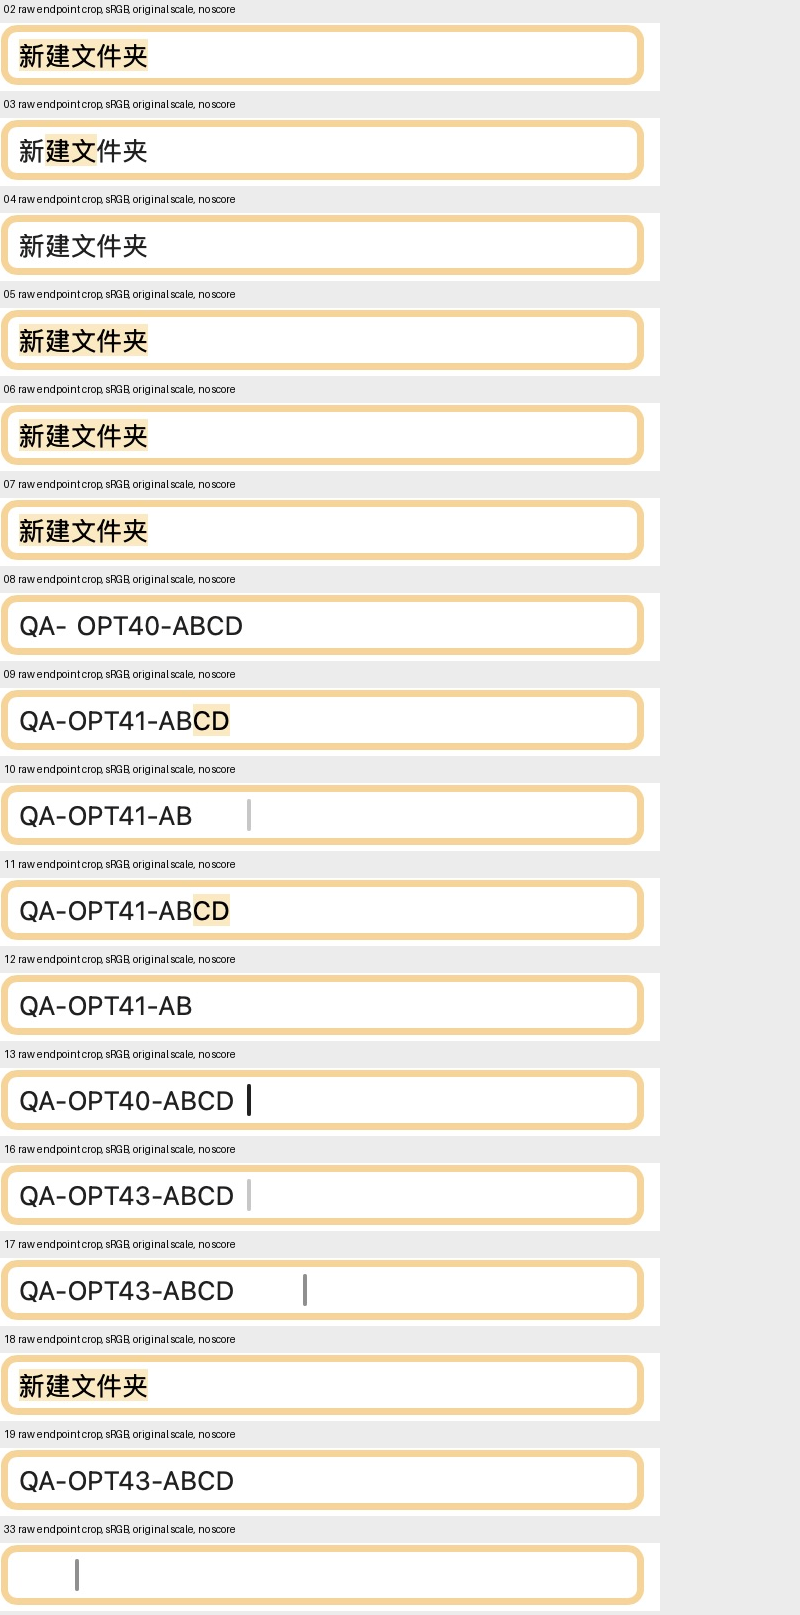 02 raw endpoint crop, sRGB, original scale, no score
新建文件夹
03 raw endpoint crop, sRGB, original scale, no score
新建文件夹
04 raw endpoint crop, sRGB, original scale, no score
新建文件夹
05 raw endpoint crop, sRGB, original scale, no score
新建文件夹
06 raw endpoint crop, sRGB, original scale, no score
新建文件夹
07 raw endpoint crop, sRGB, original scale, no score
新建文件夹
08 raw endpoint crop, sRGB, original scale, no score
QA- OPT40-ABCD
09 raw endpoint crop, sRGB, original scale, no score
QA-OPT41-ABCD
10 raw endpoint crop, sRGB, original scale, no score
QA-OPT41-AB
11 raw endpoint crop, sRGB, original scale, no score
QA-OPT41-ABCD
12 raw endpoint crop, sRGB, original scale, no score
QA-OPT41-AB
13 raw endpoint crop, sRGB, original scale, no score
QA-OPT40-ABCD
16 raw endpoint crop, sRGB, original scale, no score
QA-OPT43-ABCD
17 raw endpoint crop, sRGB, original scale, no score
QA-OPT43-ABCD
18 raw endpoint crop, sRGB, original scale, no score
新建文件夹
19 raw endpoint crop, sRGB, original scale, no score
QA-OPT43-ABCD
33 raw endpoint crop, sRGB, original scale, no score